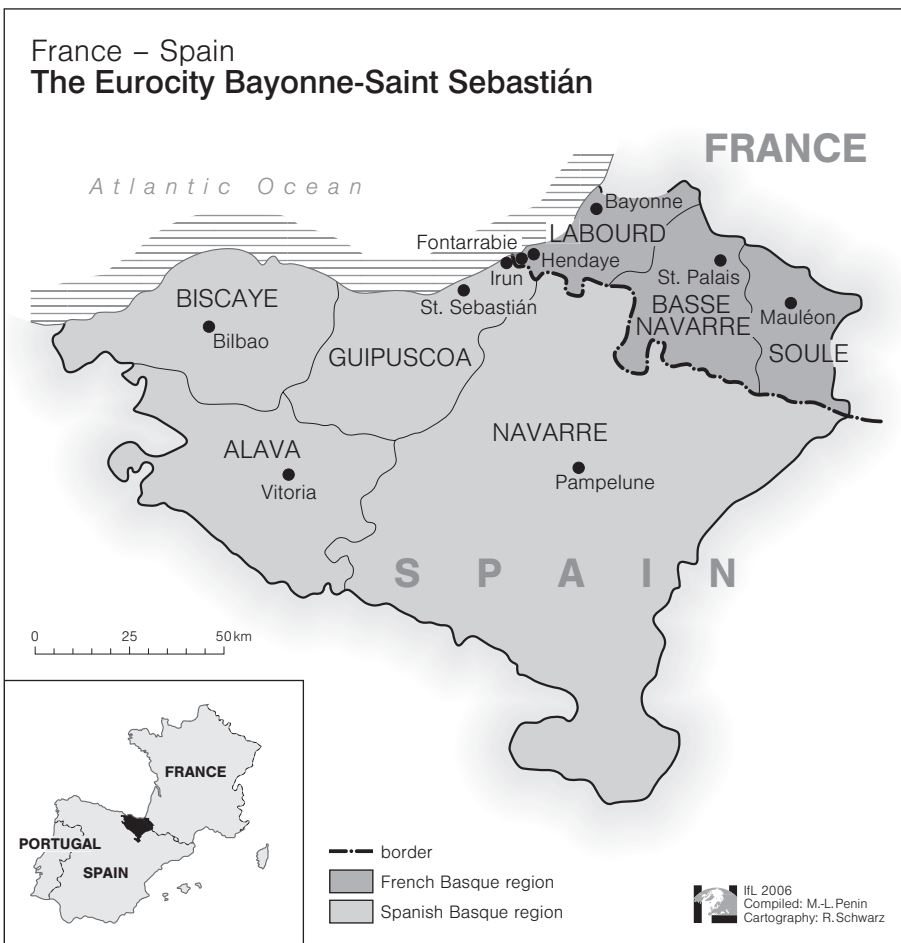 France – Spain
The Eurocity Bayonne-Saint Sebastián
FRANCE
Atlantic Ocean
Bayonne
LABOURD
Fontarrabie
Hendaye
Irun
St. Palais
St. Sebastián
BISCAYE
Bilbao
GUIPUSCOA
BASSE
NAVARRE
Mauléon
SOULE
ALAVA
Vitoria
NAVARRE
Pampelune
SPAIN
0 25 50 km
FRANCE
PORTUGAL
SPAIN
border
French Basque region
Spanish Basque region
IfL 2006
Compiled: M.-L. Penin
Cartography: R. Schwarz